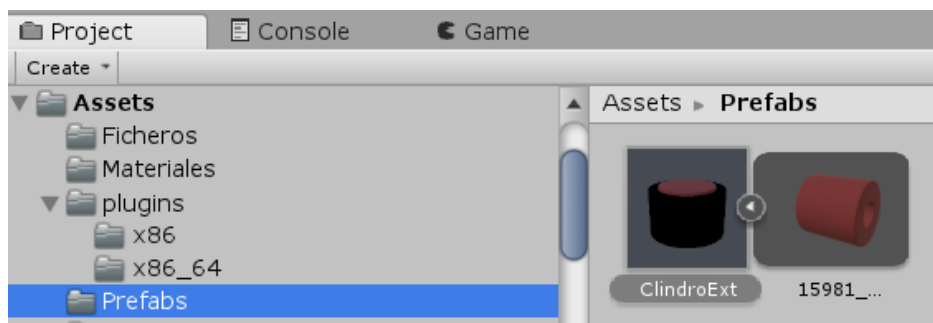 Project Console Game
Create
Assets
Ficheros
Materiales
plugins
x86
x86_64
Prefabs
Assets Prefabs
ClindroExt 15981_...